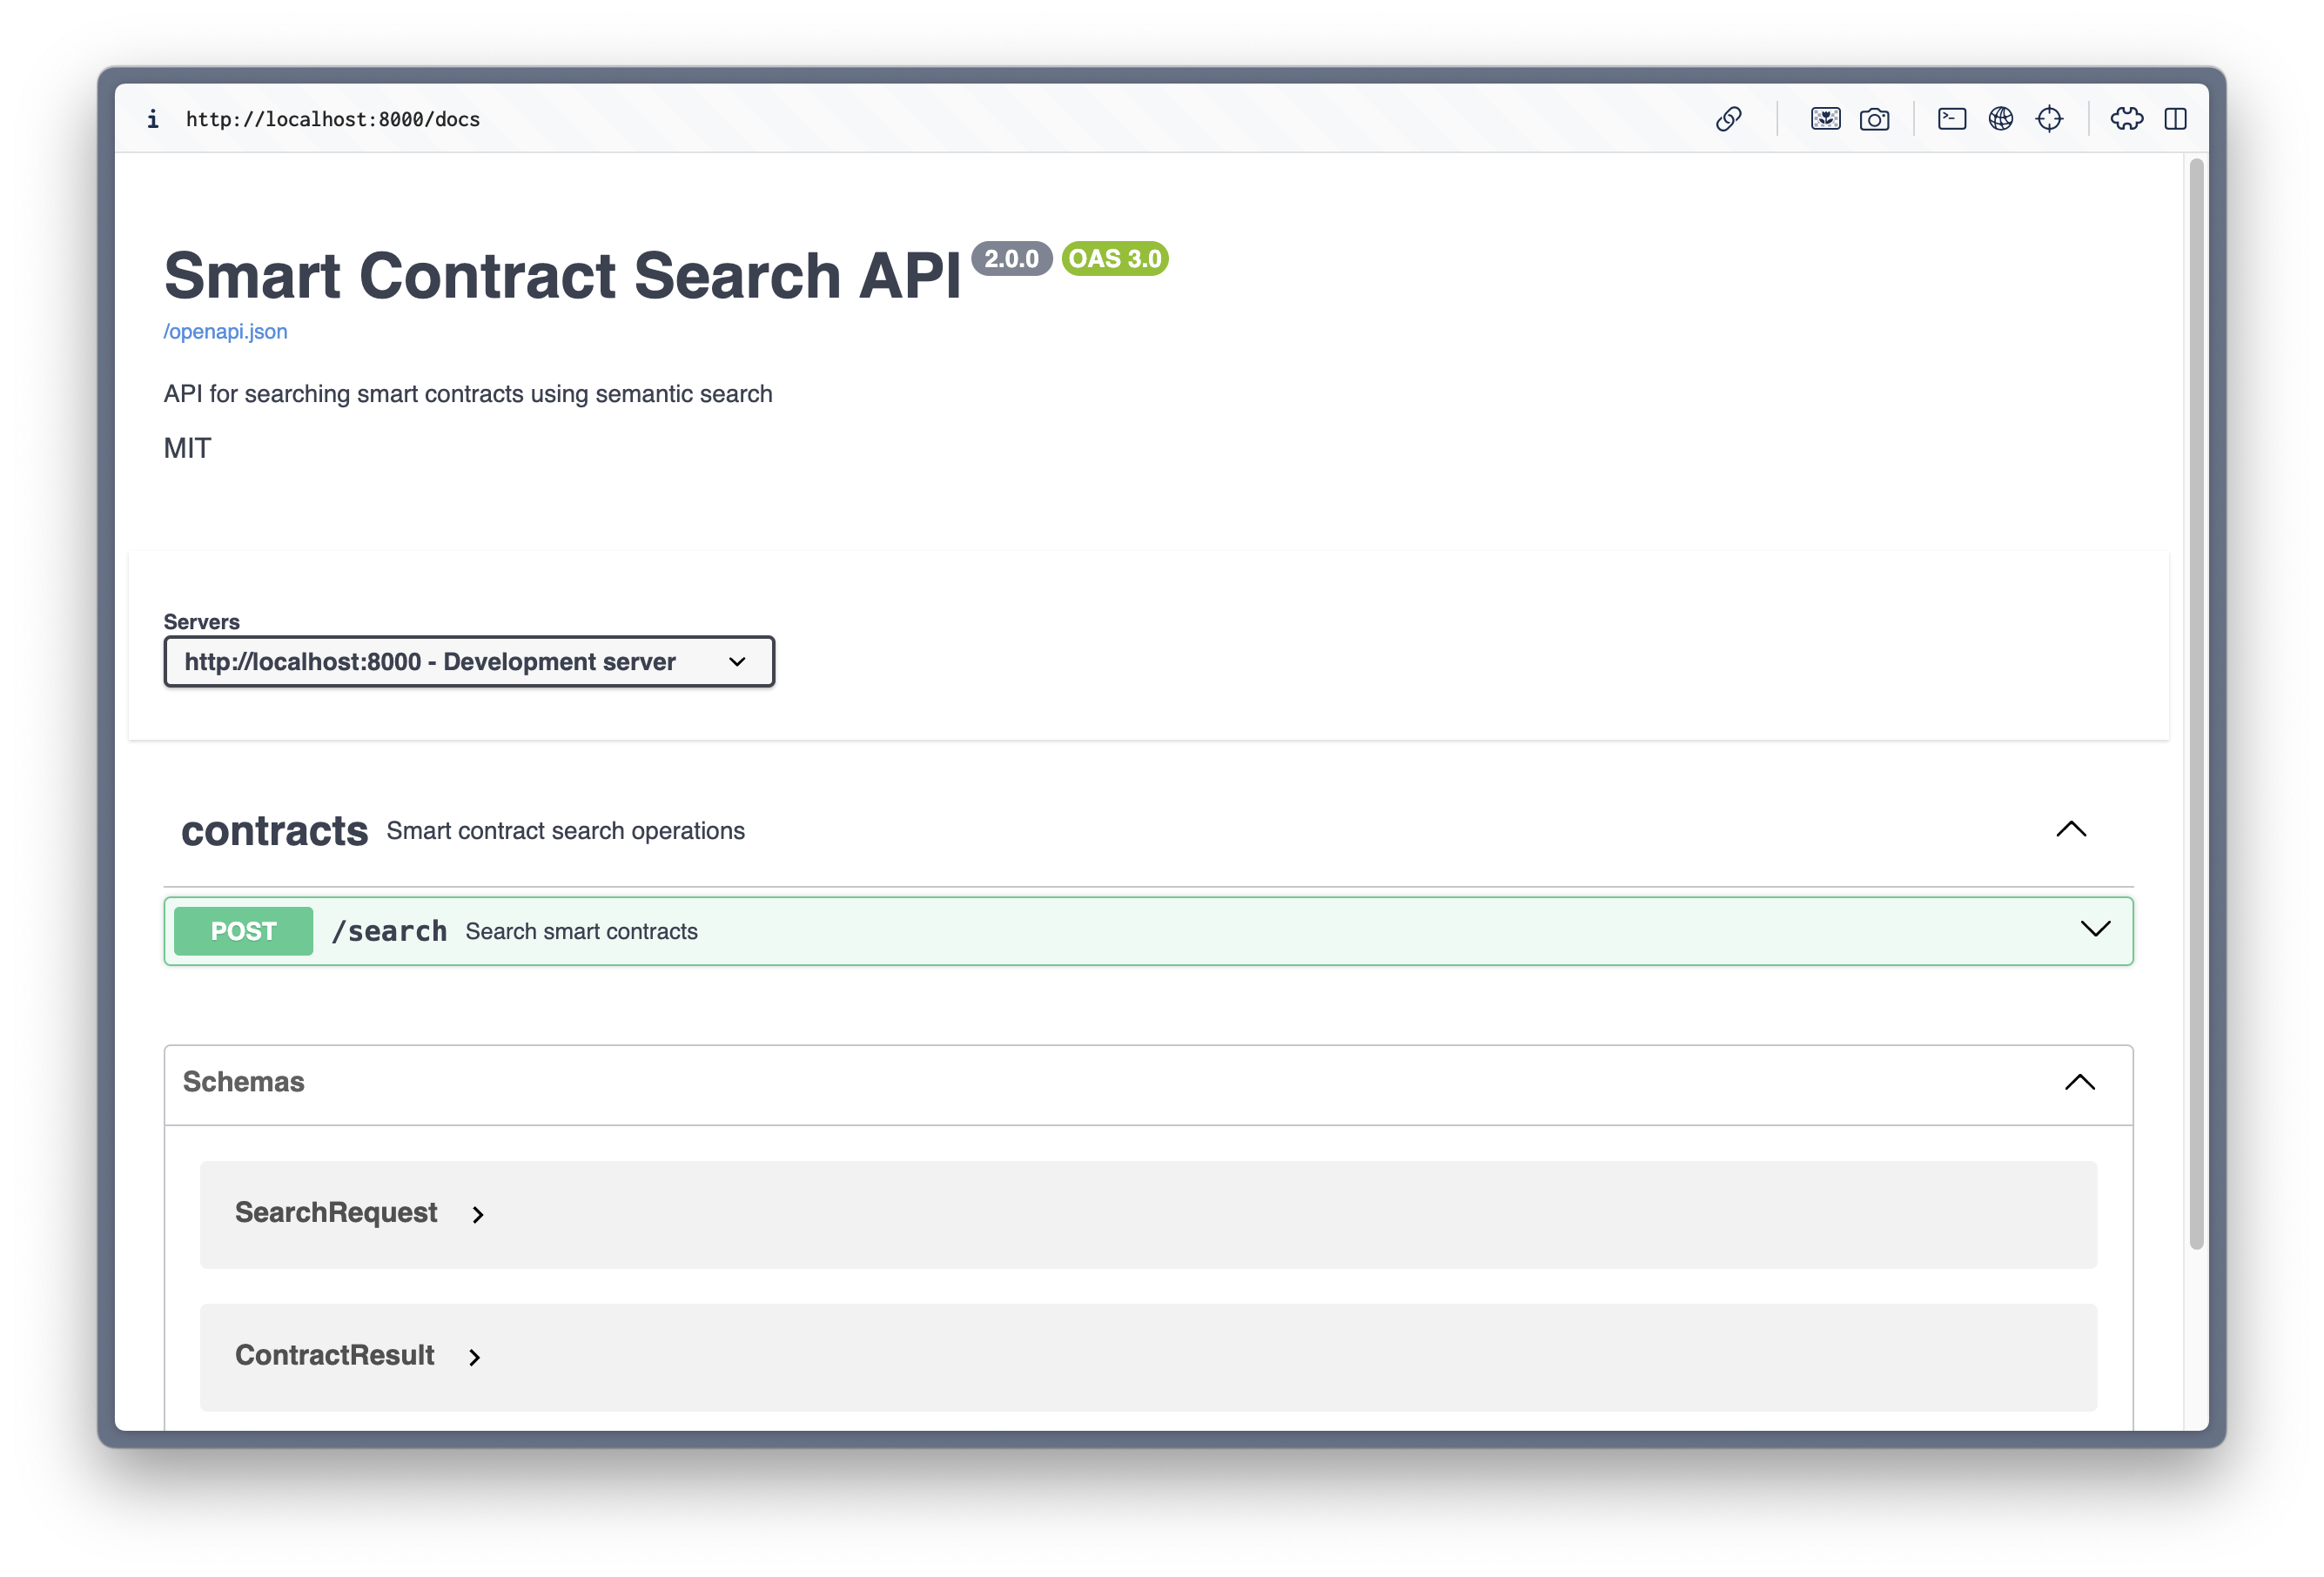 i http://localhost:8000/docs
Smart Contract Search API 2.0.0 OAS 3.0
/openapi.json
API for searching smart contracts using semantic search
MIT
Servers
http://localhost:8000 - Development server
contracts Smart contract search operations
POST /search Search smart contracts
Schemas
SearchRequest
ContractResult